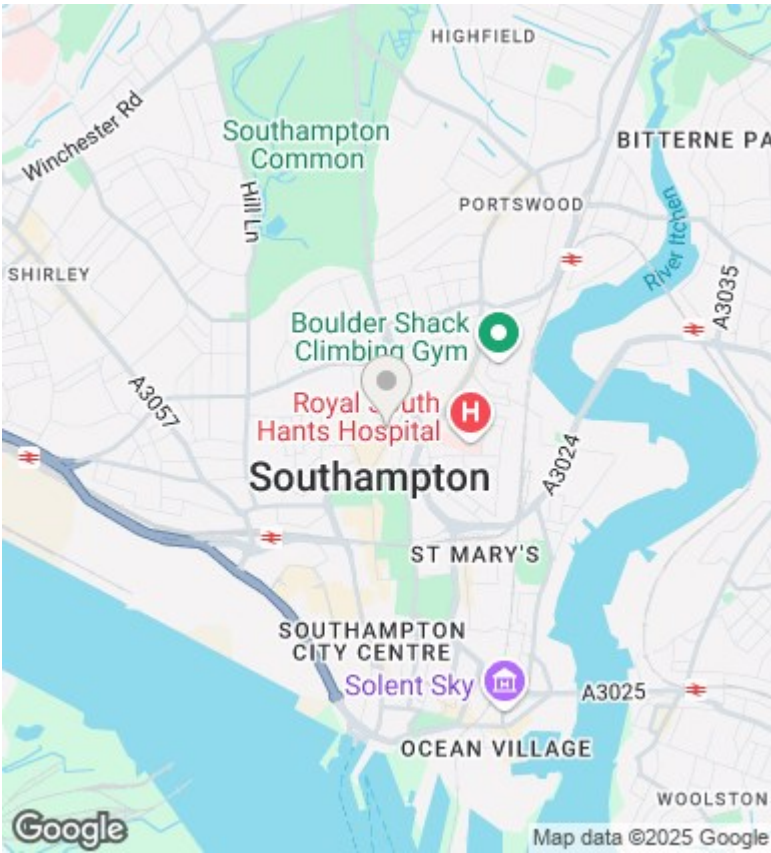 HIGHFIELD
Winchester Rd
Southampton
Common
BITTERNE PA
Hill Ln
PORTSWOOD
River Itchen
SHIRLEY
A3035
Boulder Shack
Climbing Gym
A3057
Royal South
Hants Hospital
H
A3024
Southampton
ST MARY'S
SOUTHAMPTON
CITY CENTRE
Solent Sky
A3025
OCEAN VILLAGE
WOOLSTON
Google
Map data ©2025 Google